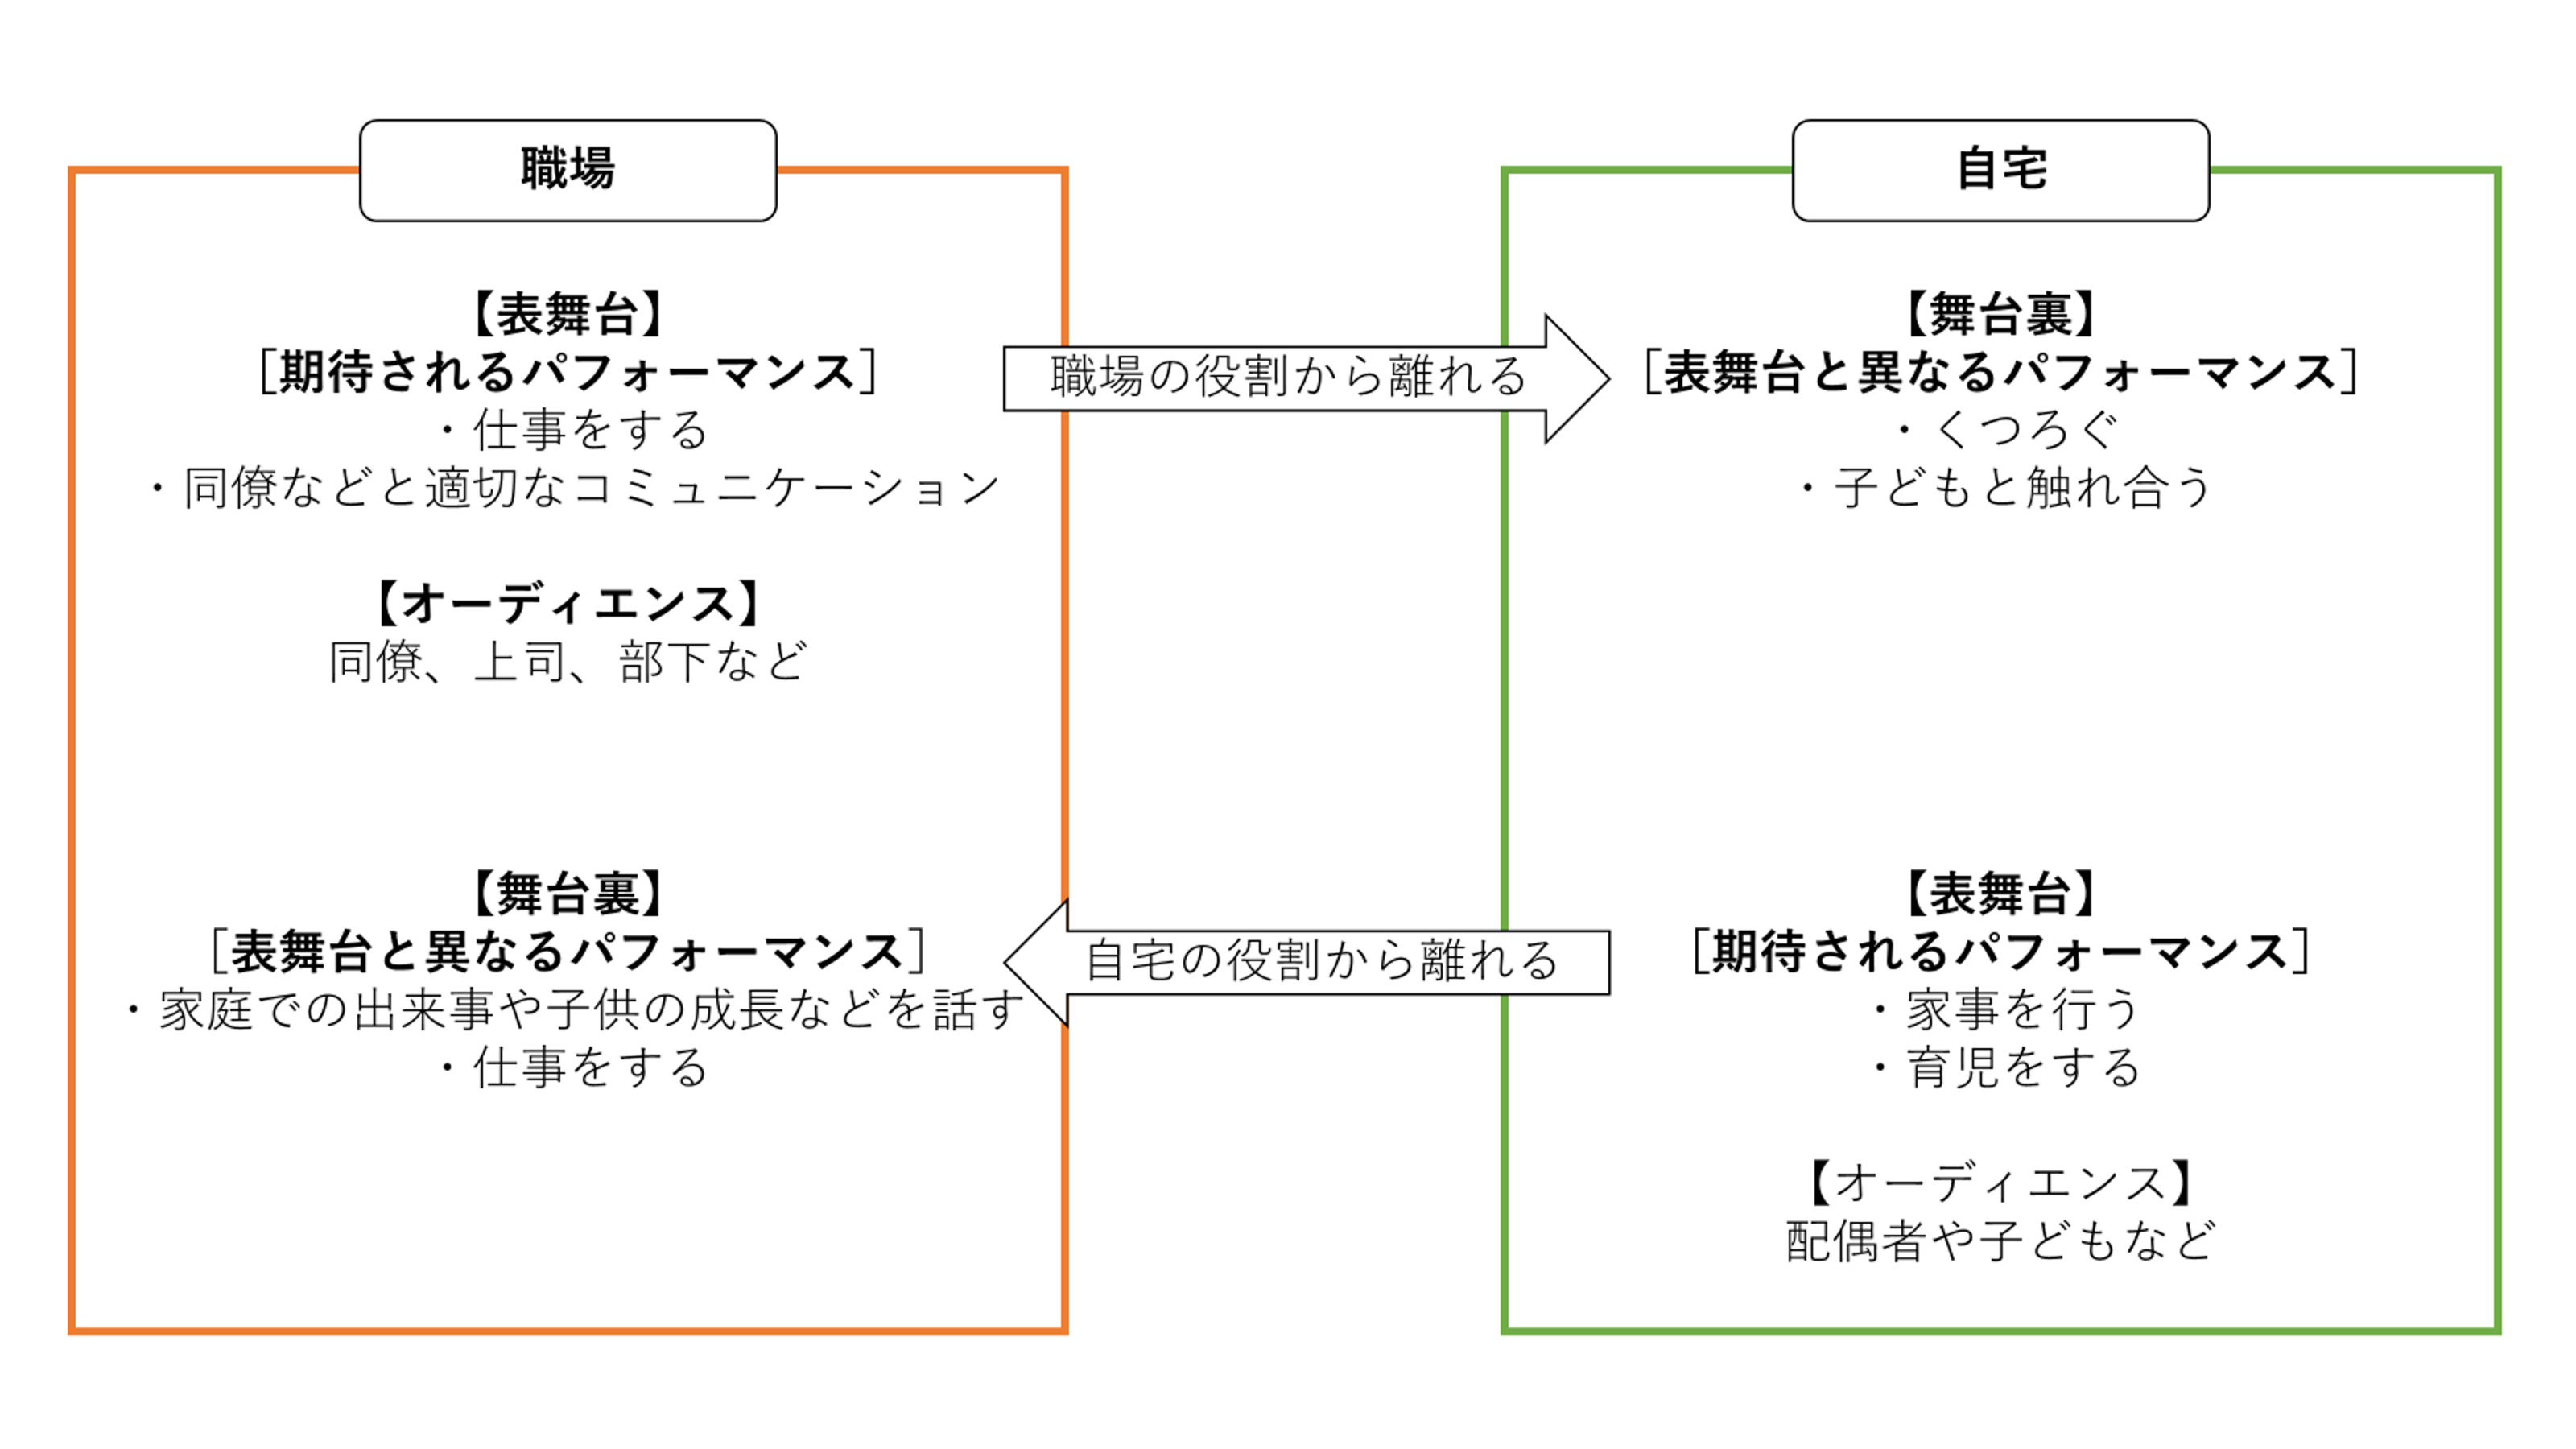 職場
【表舞台】
［期待されるパフォーマンス］
・仕事をする
・同僚などと適切なコミュニケーション
【オーディエンス】
同僚、上司、部下など
【舞台裏】
［表舞台と異なるパフォーマンス］
・家庭での出来事や子供の成長などを話す
・仕事をする
職場の役割から離れる
自宅の役割から離れる
自宅
【舞台裏】
［表舞台と異なるパフォーマンス］
・くつろぐ
・子どもと触れ合う
【表舞台】
［期待されるパフォーマンス］
・家事を行う
・育児をする
【オーディエンス】
配偶者や子どもなど